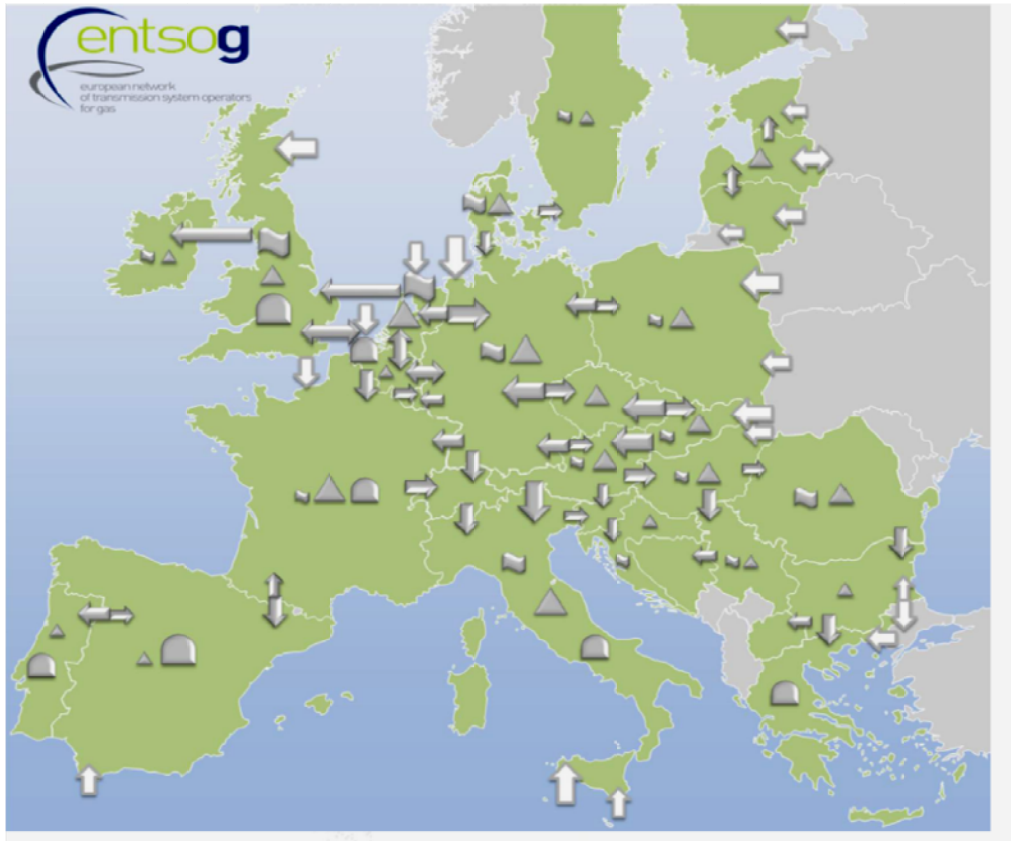 entsog
european network
of transmission system operators
for gas